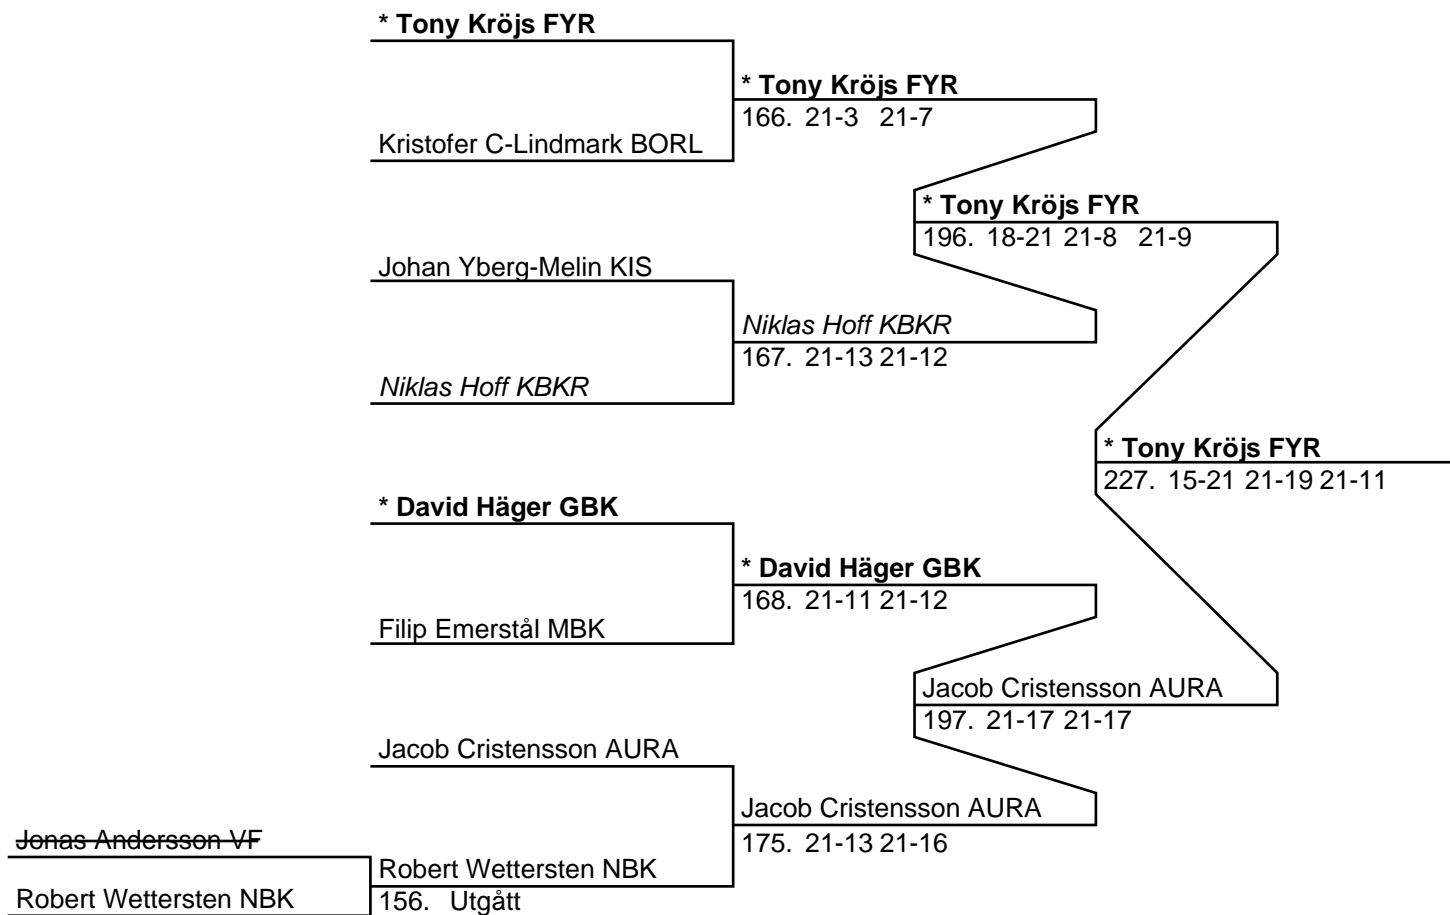 * Tony Kröjs FYR
* Tony Kröjs FYR
166. 21-3 21-7
Kristofer C-Lindmark BORL
* Tony Kröjs FYR
196. 18-21 21-8 21-9
Johan Yberg-Melin KIS
Niklas Hoff KBKR
167. 21-13 21-12
Niklas Hoff KBKR
* Tony Kröjs FYR
227. 15-21 21-19 21-11
* David Häger GBK
* David Häger GBK
168. 21-11 21-12
Filip Emerstål MBK
Jacob Cristensson AURA
197. 21-17 21-17
Jacob Cristensson AURA
Jacob Cristensson AURA
175. 21-13 21-16
Jonas Andersson VF
Robert Wettersten NBK
156. Utgått
Robert Wettersten NBK